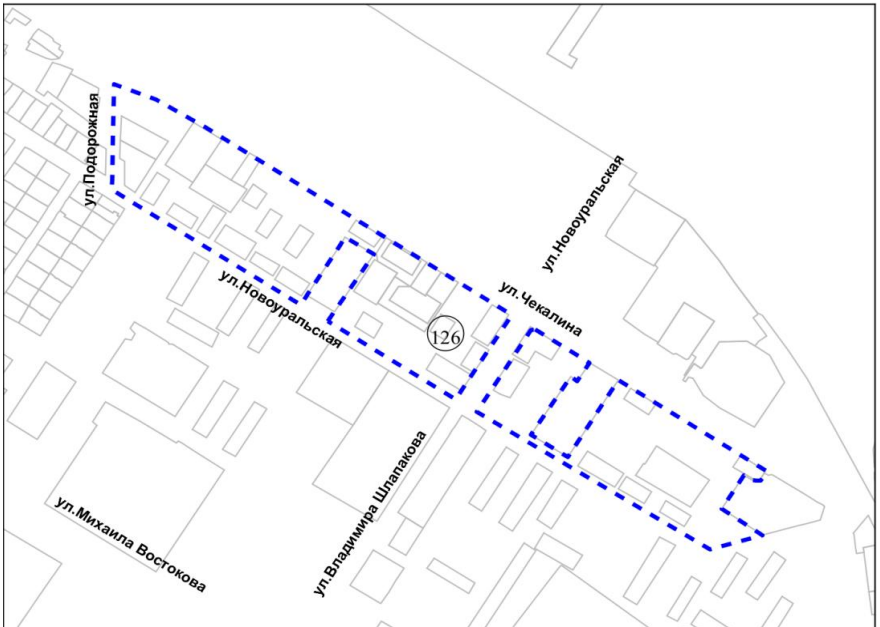 ул.Подорожная
ул.Новоуральская
ул.Чекалина
ул.Новоуральская
126
ул.Владимира Шпапакова
ул.Михаила Востокова